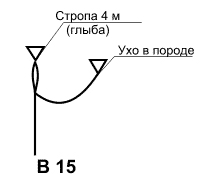 Стропа 4 м
(глыба)
Ухо в породе
В 15